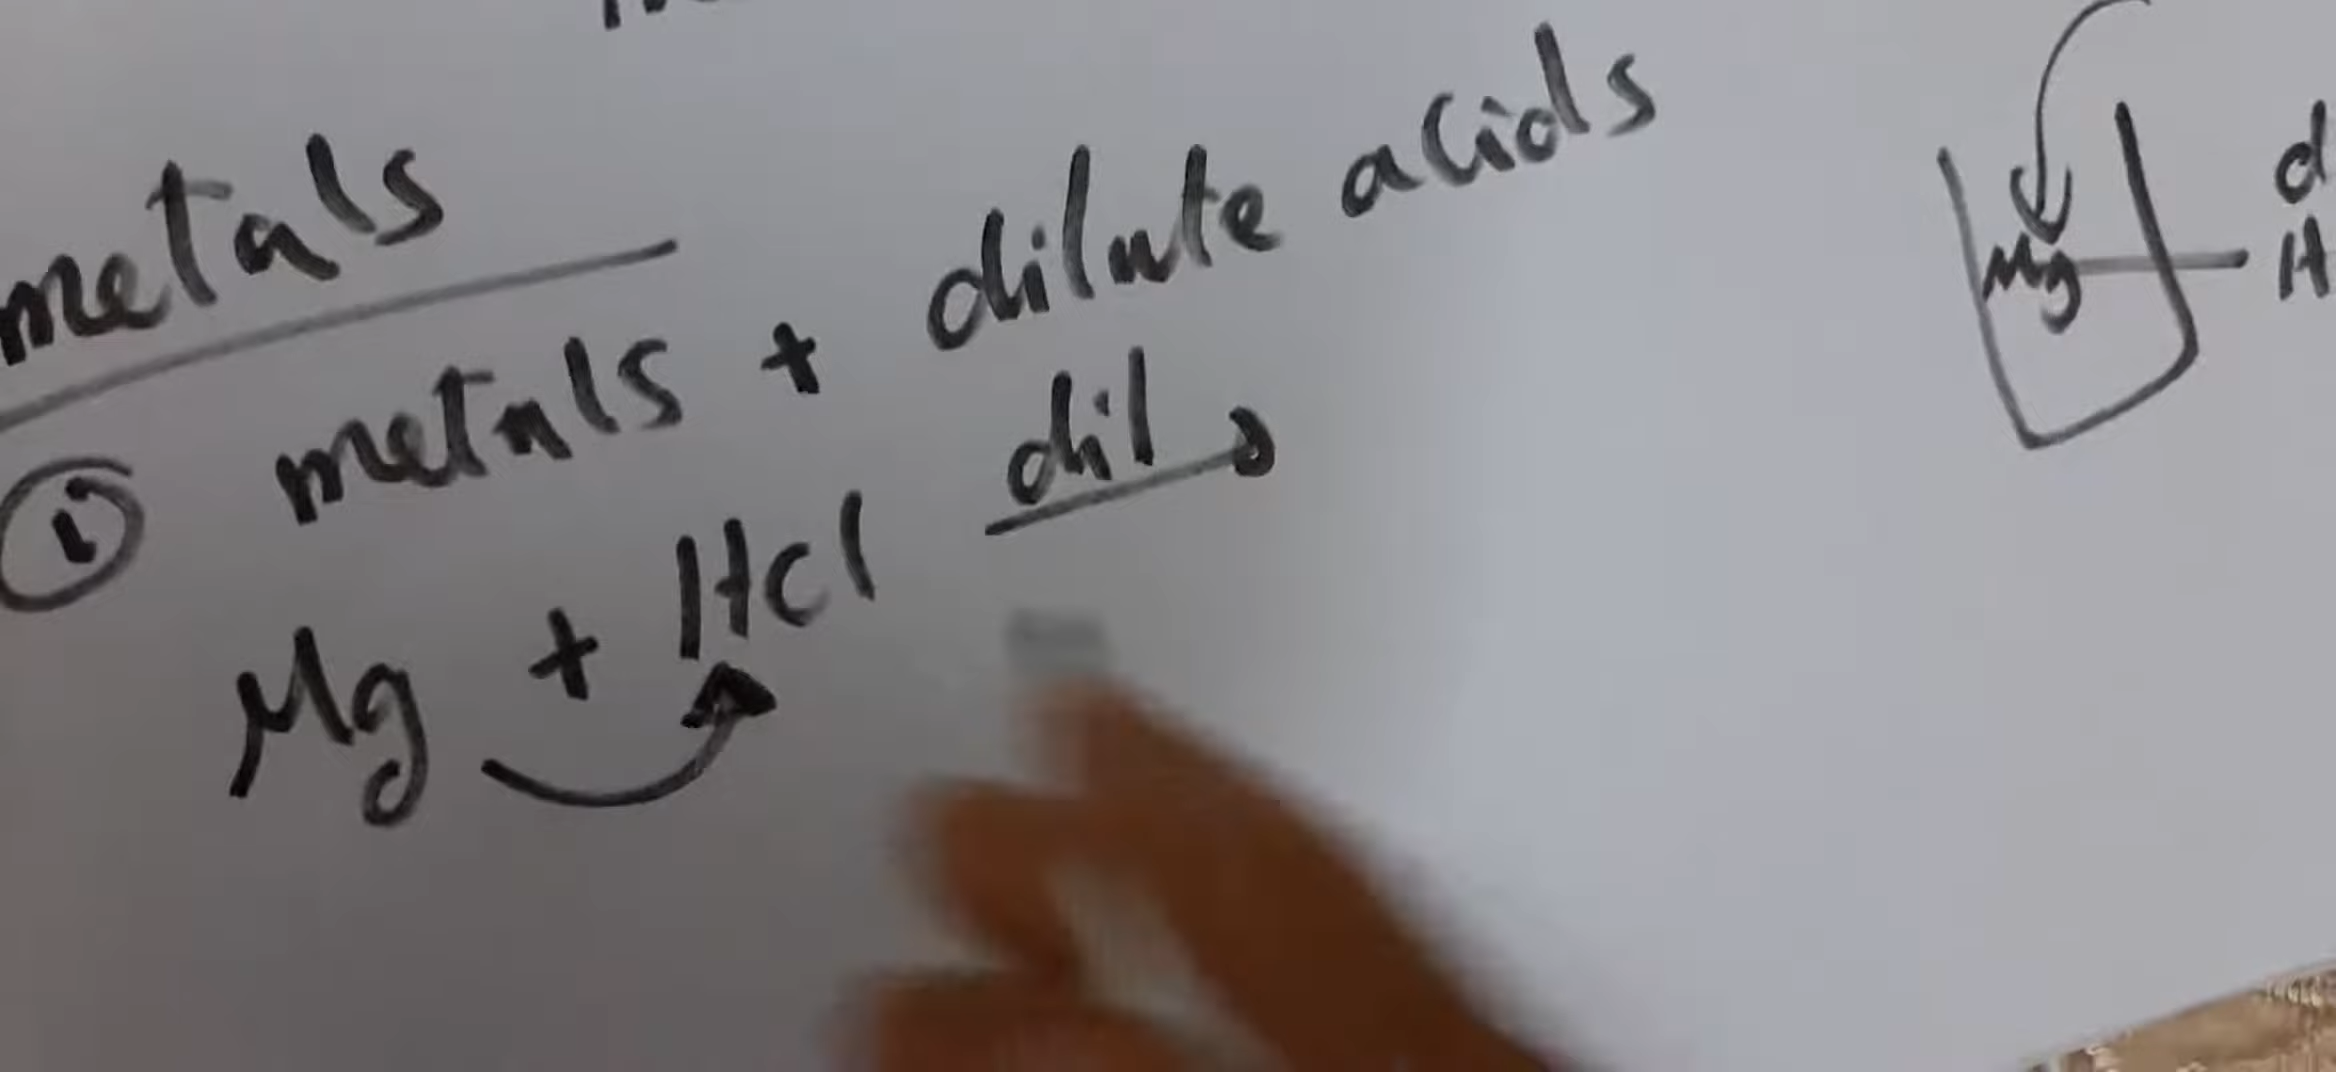 metals
① metals + dilute acids
Mg + HCl dil →
Mg
d
H